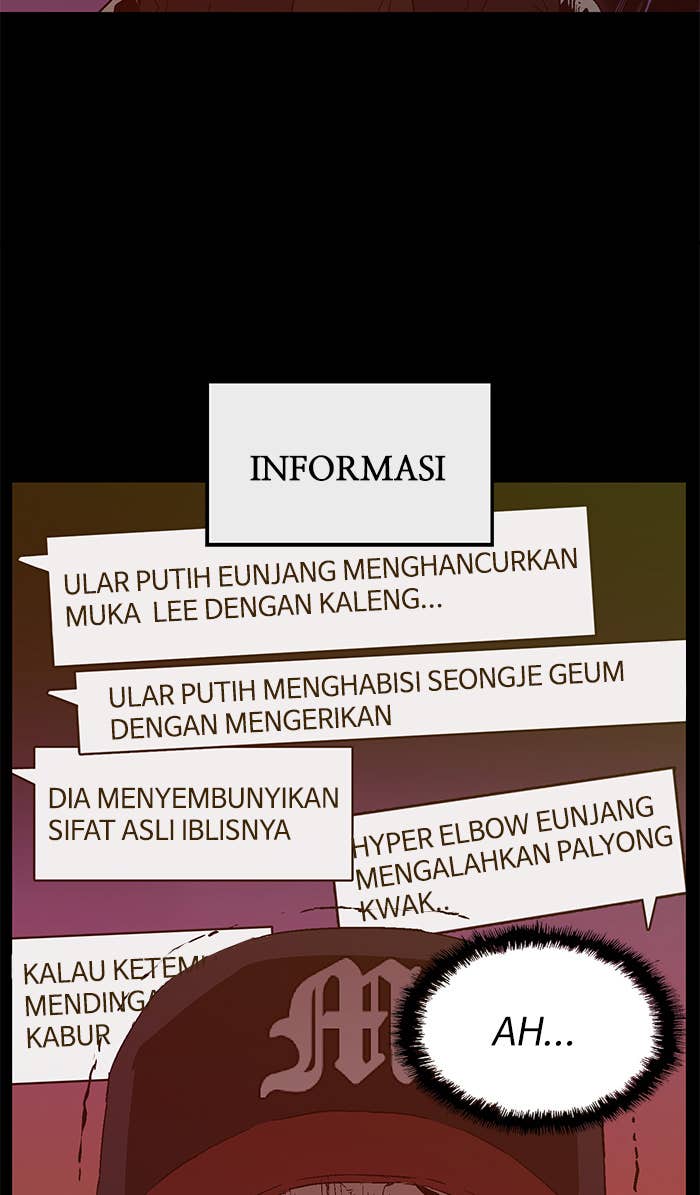 INFORMASI
ULAR PUTIH EUNJANG MENGHANCURKAN
MUKA LEE DENGAN KALENG...
ULAR PUTIH MENGHABISI SEONGJE GEUM
DENGAN MENGERIKAN
DIA MENYEMBUNYIKAN
SIFAT ASLI IBLISNYA
HYPER ELBOW EUNJANG
MENGALAHKAN PALYONG
KWAK..
KALAU
KABUR
AH...
M